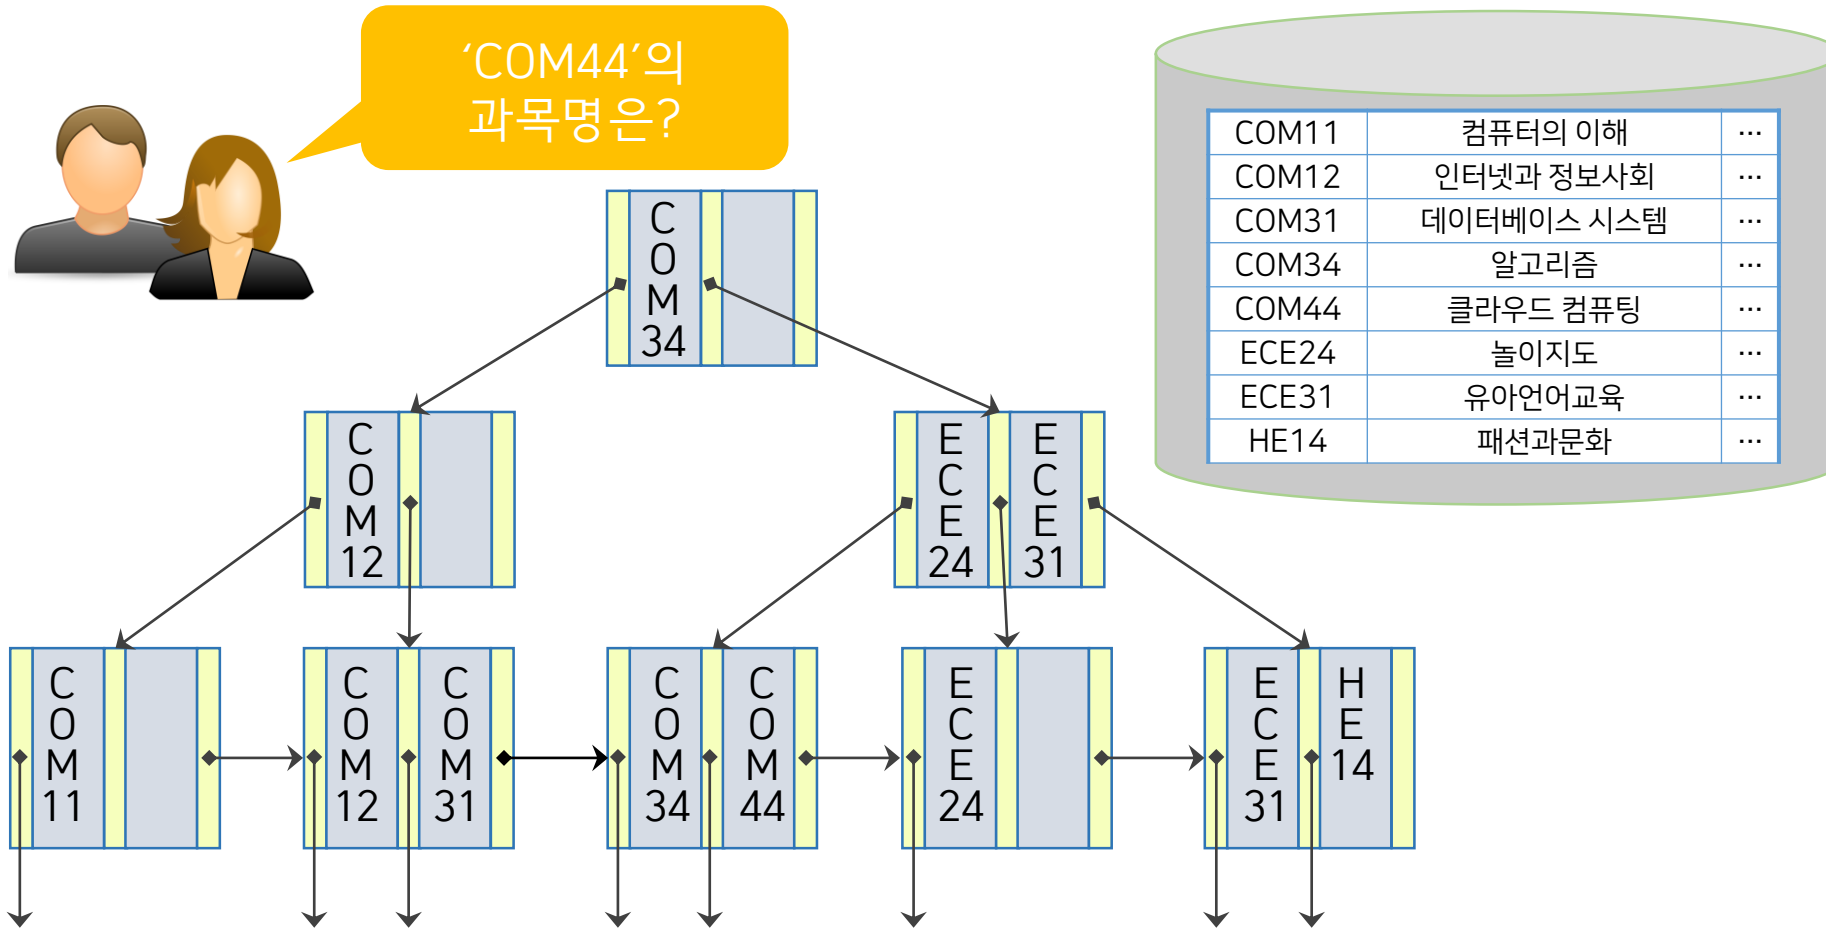 ‘COM44’의
과목명은?
COM11 컴퓨터의 이해 …
COM12 인터넷과 정보사회 …
COM31 데이터베이스 시스템 …
COM34 알고리즘 …
COM44 클라우드 컴퓨팅 …
ECE24 놀이지도 …
ECE31 유아언어교육 …
HE14 패션과문화 …
COM34
COM12
ECE24 ECE31
COM11
COM12 COM31
COM34 COM44
ECE24
ECE31 HE14